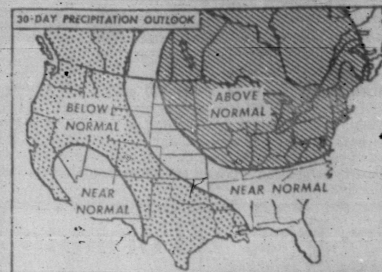 30-DAY PRECIPITATION OUTLOOK
ABOVE
NORMAL
BELOW
NORMAL
NEAR
NORMAL
NEAR NORMAL